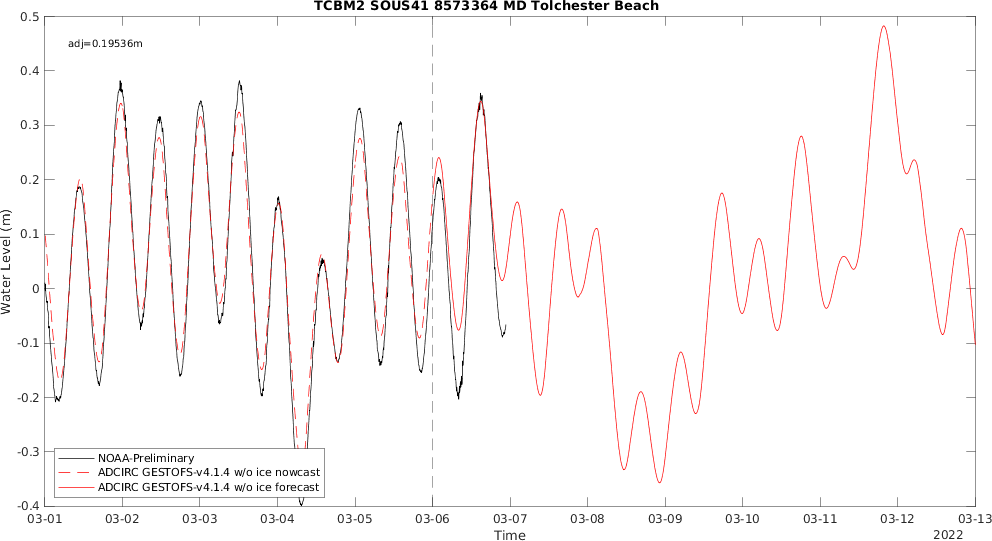 TCBM2 SOUS41 8573364 MD Tolchester Beach
adj=0.19536m
0.5
0.4
0.3
0.2
0.1
0
-0.1
-0.2
-0.3
-0.4
Water Level (m)
NOAA-Preliminary
ADCIRC GESTOFS-v4.1.4 w/o ice nowcast
ADCIRC GESTOFS-v4.1.4 w/o ice forecast
03-01 03-02 03-03 03-04 03-05 03-06 03-07 03-08 03-09 03-10 03-11 03-12 03-13
Time
2022